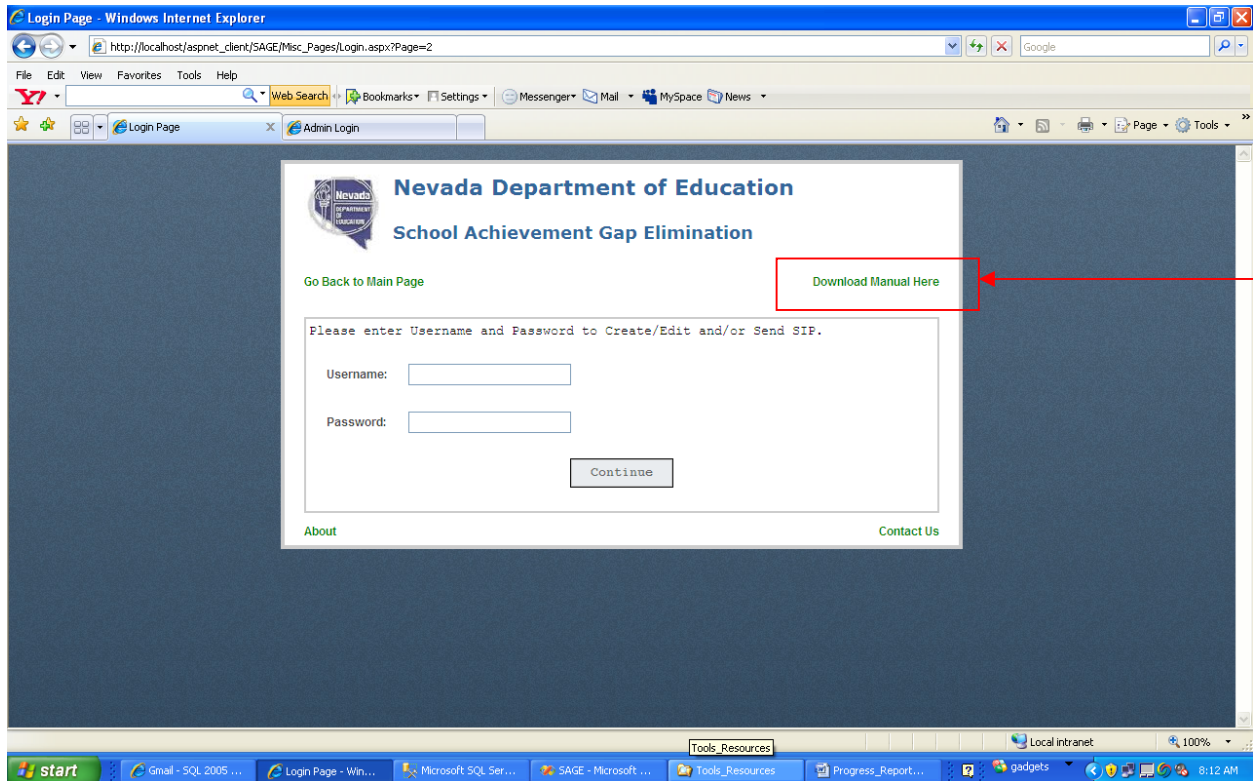 Login Page - Windows Internet Explorer
http://localhost/aspnet_client/SAGE/Misc_Pages/Login.aspx?Page=2
Google
File Edit View Favorites Tools Help
Y! Web Search Bookmarks Settings Messenger Mail MySpace News
Login Page X Admin Login Page Tools »
Nevada
DEPARTMENT
OF
EDUCATION
Nevada Department of Education
School Achievement Gap Elimination
Go Back to Main Page Download Manual Here
Please enter Username and Password to Create/Edit and/or Send SIP.
Username:
Password:
Continue
About Contact Us
Tools_Resources
Local intranet 100%
start Gmail - SQL 2005 ... Login Page - Win... Microsoft SQL Ser... SAGE - Microsoft ... Tools_Resources Progress_Report... ? gadgets 8:12 AM